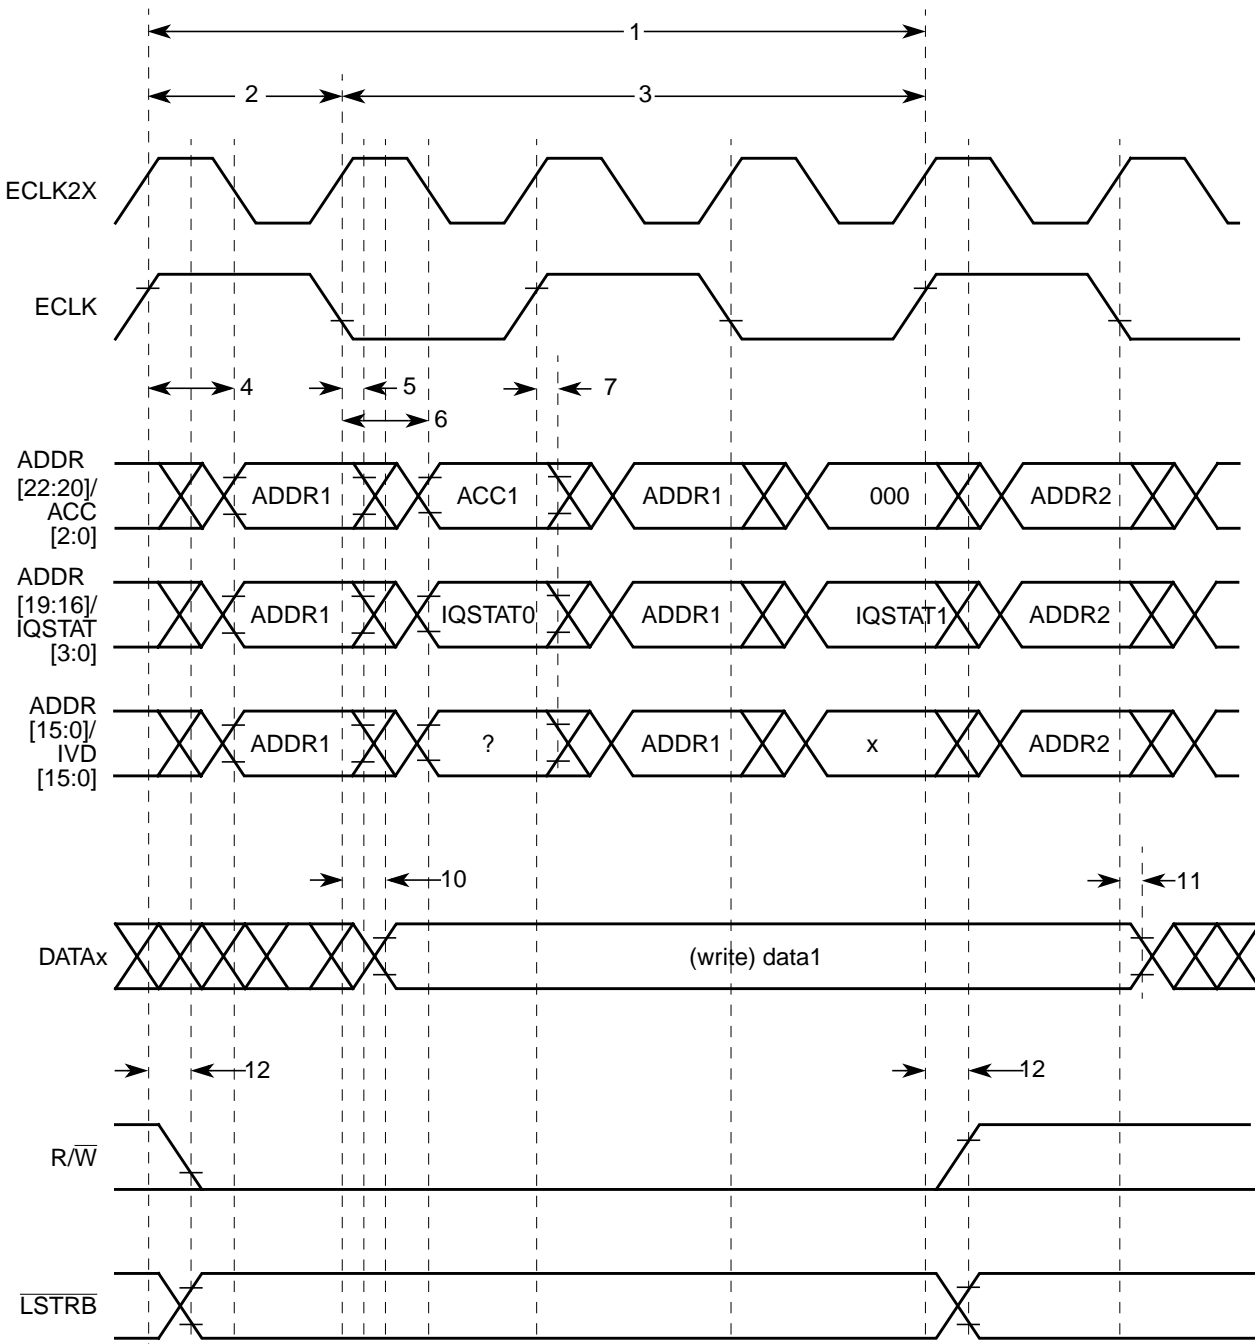 1
2
3
ECLK2X
ECLK
4
5
7
6
ADDR
[22:20]/
ACC
[2:0]
ADDR1
ACC1
ADDR1
000
ADDR2
ADDR
[19:16]/
IQSTAT
[3:0]
ADDR1
IQSTAT0
ADDR1
IQSTAT1
ADDR2
ADDR
[15:0]/
IVD
[15:0]
ADDR1
?
ADDR1
x
ADDR2
10
11
DATAx
(write) data1
12
12
R/W̅
L̅S̅T̅R̅B̅